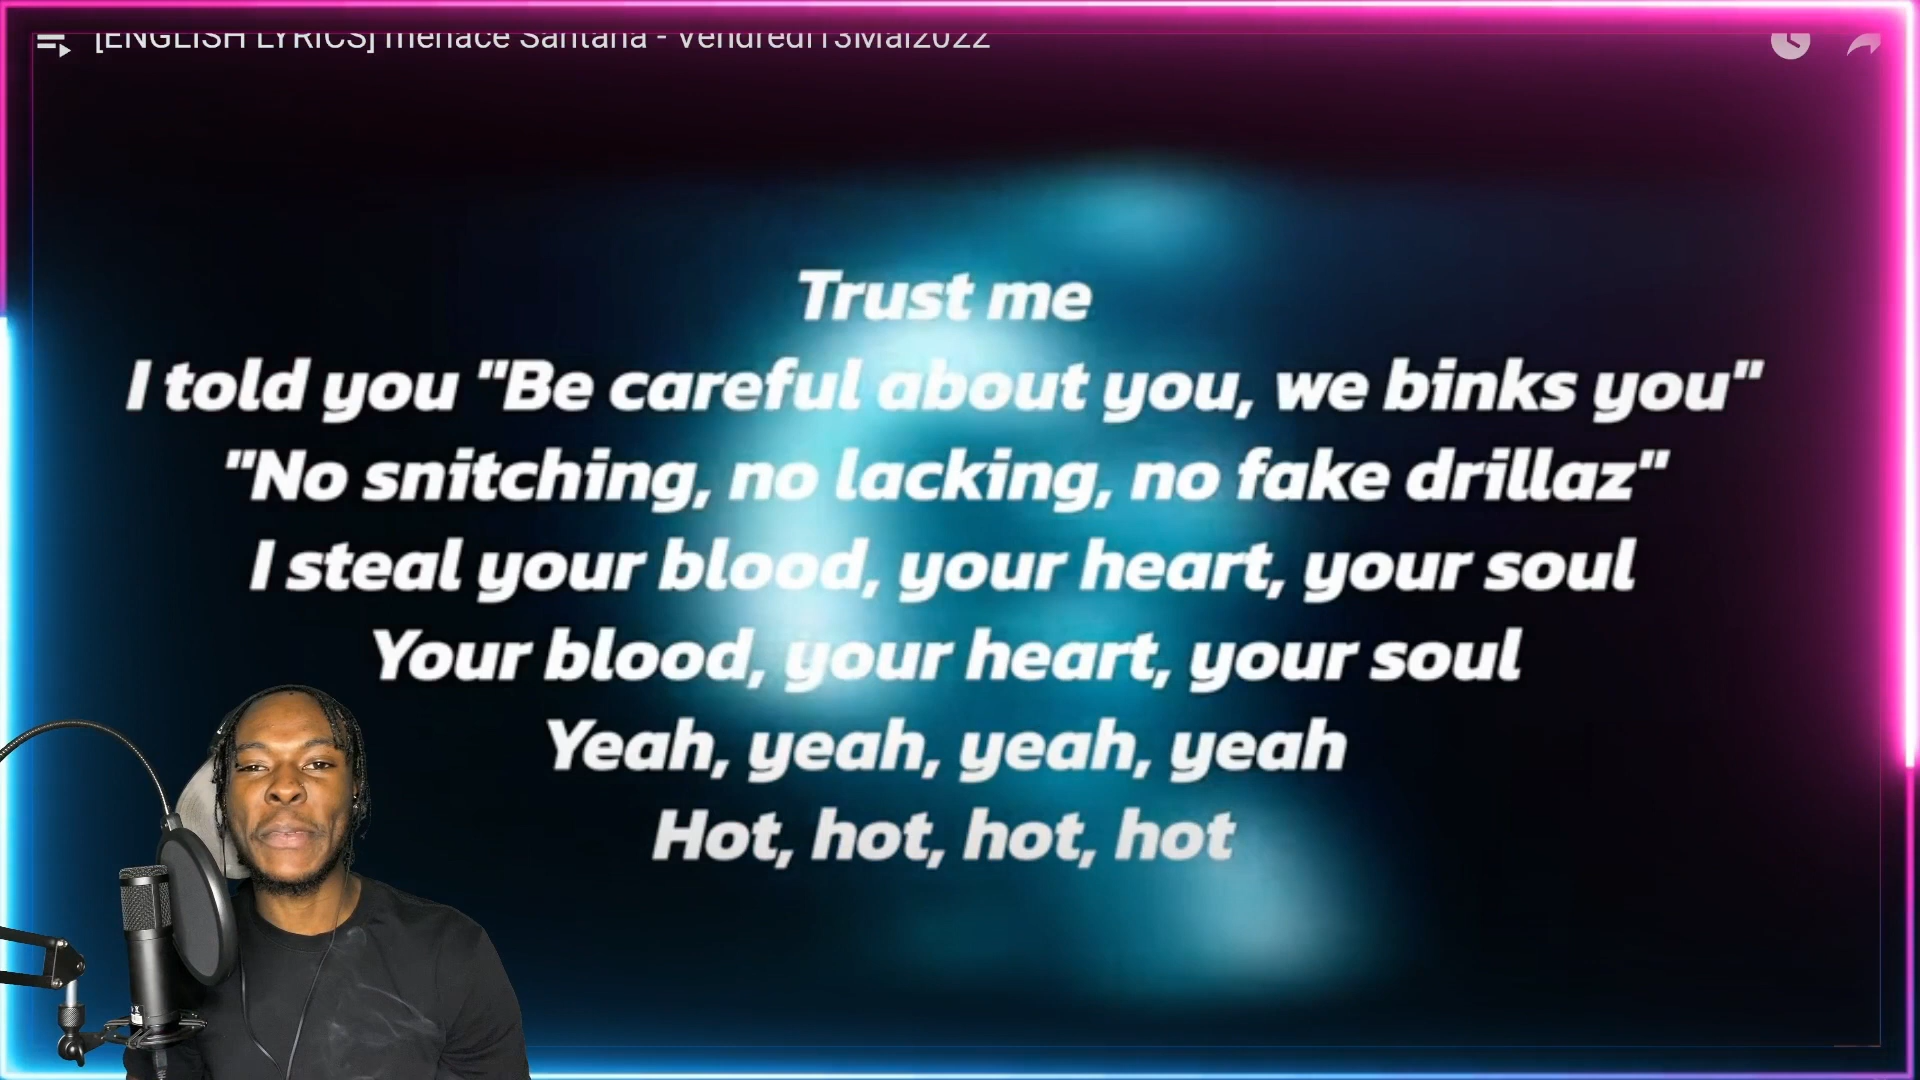 [ENGLISH LYRICS] menace Santana - Vendredi13Mai2022
Trust me
I told you "Be careful about you, we binks you"
"No snitching, no lacking, no fake drillaz"
I steal your blood, your heart, your soul
Your blood, your heart, your soul
Yeah, yeah, yeah, yeah
Hot, hot, hot, hot